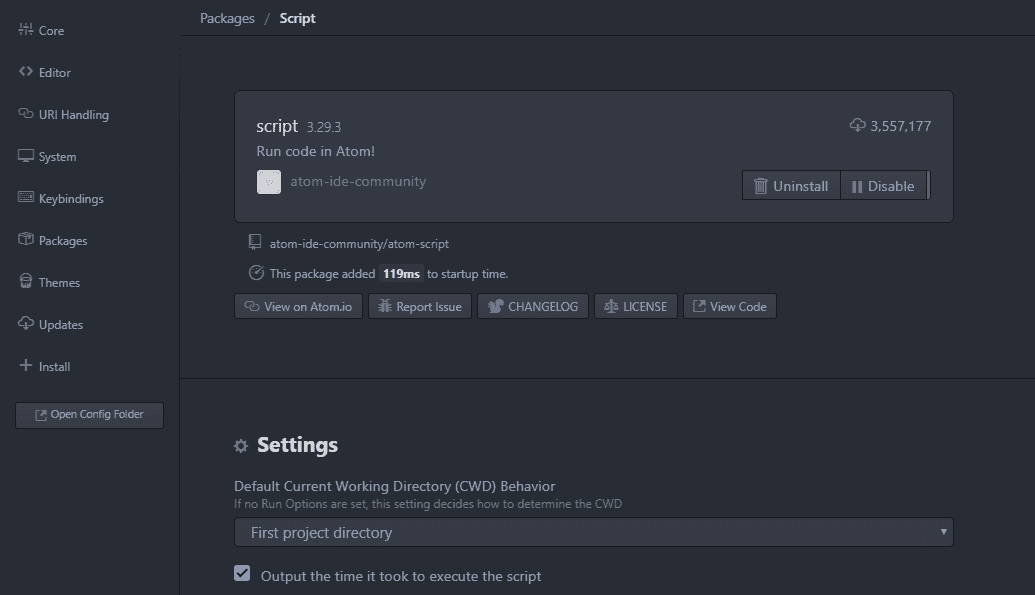 Core
Editor
URI Handling
System
Keybindings
Packages
Themes
Updates
Install
Open Config Folder
Packages / Script
script 3.29.3
3,557,177
Run code in Atom!
atom-ide-community
Uninstall
Disable
atom-ide-community/atom-script
This package added 119ms to startup time.
View on Atom.io
Report Issue
CHANGELOG
LICENSE
View Code
Settings
Default Current Working Directory (CWD) Behavior
If no Run Options are set, this setting decides how to determine the CWD
First project directory
Output the time it took to execute the script